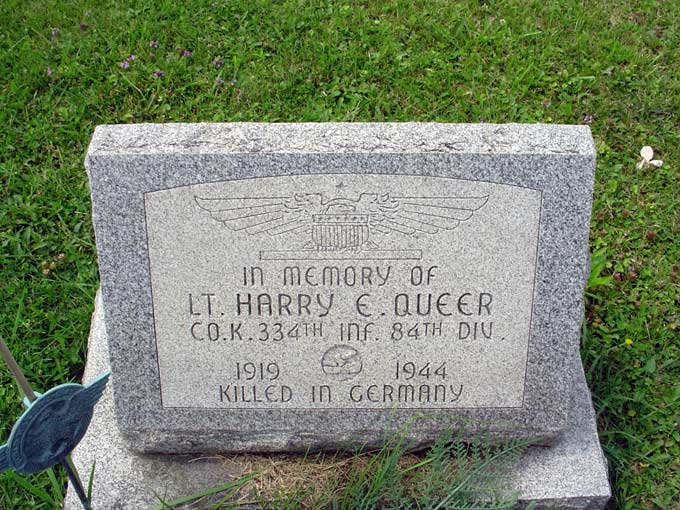 IN MEMORY OF
LT. HARRY E. QUEER
CO. K. 334TH INF. 84TH DIV.
1919 1944
KILLED IN GERMANY